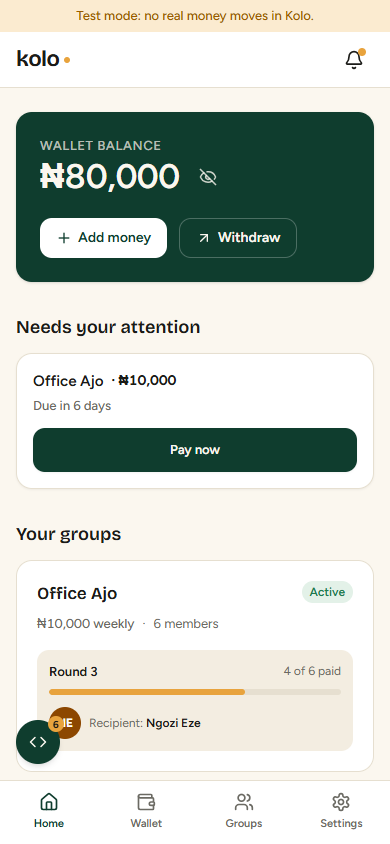 Test mode: no real money moves in Kolo.
kolo
WALLET BALANCE
₦80,000
Add money
Withdraw
Needs your attention
Office Ajo · ₦10,000
Due in 6 days
Pay now
Your groups
Office Ajo
Active
₦10,000 weekly · 6 members
Round 3
4 of 6 paid
6
Recipient: Ngozi Eze
Home
Wallet
Groups
Settings